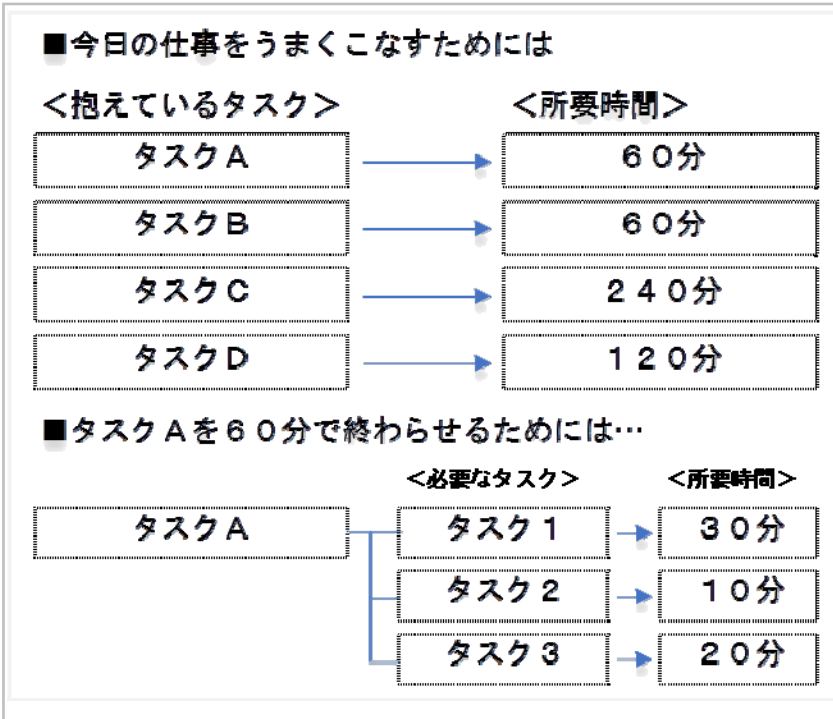 ■今日の仕事をうまくこなすためには
＜抱えているタスク＞ ＜所要時間＞
タスクＡ ６０分
タスクＢ ６０分
タスクＣ ２４０分
タスクＤ １２０分
■タスクＡを６０分で終わらせるためには…
＜必要なタスク＞ ＜所要時間＞
タスクＡ タスク１ ３０分
タスク２ １０分
タスク３ ２０分